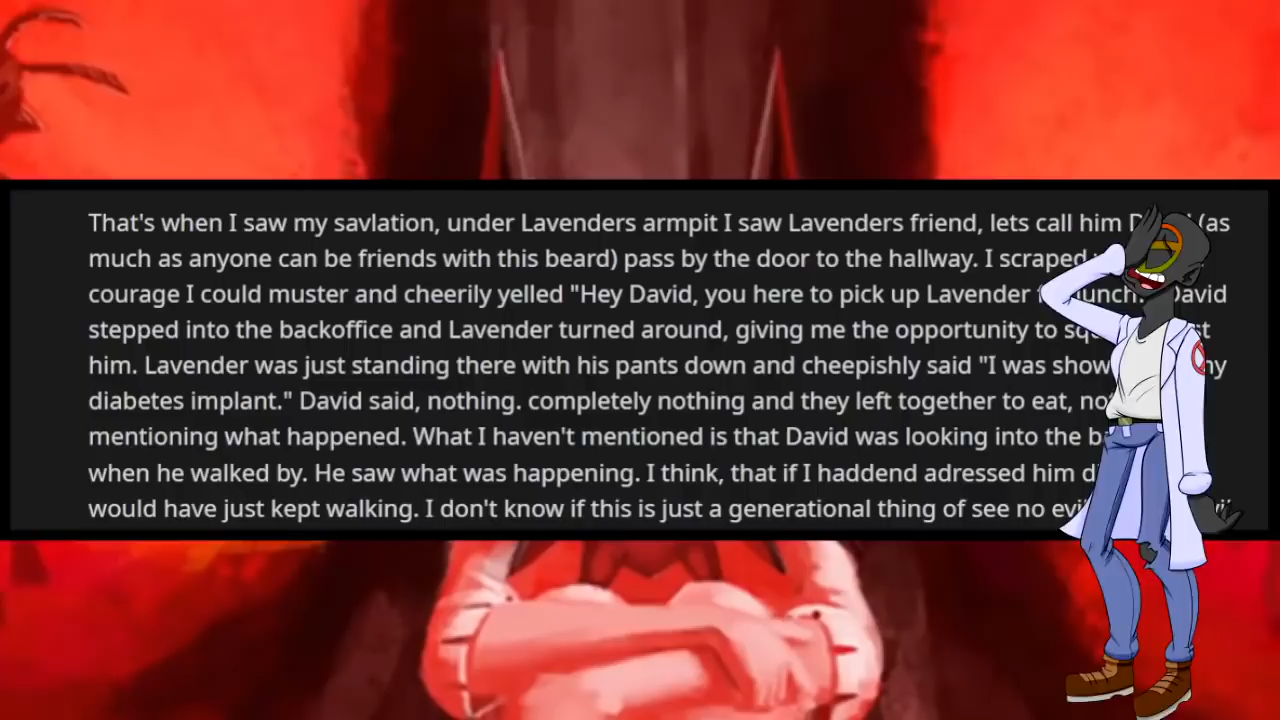 That's when I saw my savlation, under Lavenders armpit I saw Lavenders friend, lets call him (as
much as anyone can be friends with this beard) pass by the door to the hallway. I scraped
courage I could muster and cheerily yelled "Hey David, you here to pick up Lavender David
stepped into the backoffice and Lavender turned around, giving me the opportunity to
him. Lavender was just standing there with his pants down and cheepishly said "I was
diabetes implant." David said, nothing. completely nothing and they left together to eat,
mentioning what happened. What I haven't mentioned is that David was looking into the
when he walked by. He saw what was happening. I think, that if I haddend adressed him
would have just kept walking. I don't know if this is just a generational thing of see no